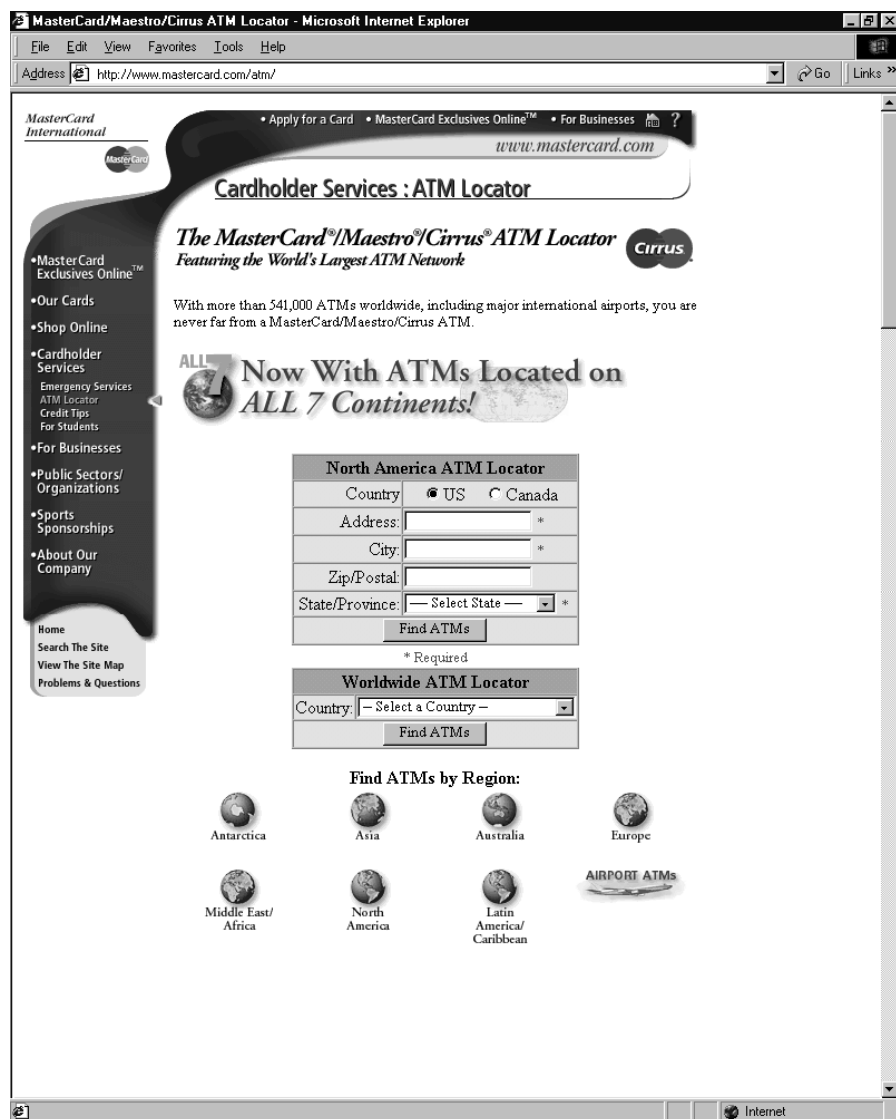 MasterCard/Maestro/Cirrus ATM Locator - Microsoft Internet Explorer
File Edit View Favorites Tools Help
Address http://www.mastercard.com/atm/ Go Links »
MasterCard
International
MasterCard
• Apply for a Card • MasterCard Exclusives Online™ • For Businesses ?
www.mastercard.com
Cardholder Services : ATM Locator
The MasterCard®/Maestro®/Cirrus® ATM Locator
Featuring the World's Largest ATM Network
Cirrus
With more than 541,000 ATMs worldwide, including major international airports, you are
never far from a MasterCard/Maestro/Cirrus ATM.
ALL 7
Now With ATMs Located on
ALL 7 Continents!
•MasterCard
Exclusives Online™
•Our Cards
•Shop Online
•Cardholder
Services
Emergency Services
ATM Locator
Credit Tips
For Students
•For Businesses
•Public Sectors/
Organizations
•Sports
Sponsorships
•About Our
Company
Home
Search The Site
View The Site Map
Problems & Questions
North America ATM Locator
Country US Canada
Address: *
City: *
Zip/Postal:
State/Province: –– Select State –– *
Find ATMs
* Required
Worldwide ATM Locator
Country: – Select a Country –
Find ATMs
Find ATMs by Region:
Antarctica
Asia
Australia
Europe
Middle East/
Africa
North
America
Latin
America/
Caribbean
AIRPORT ATMs
Internet